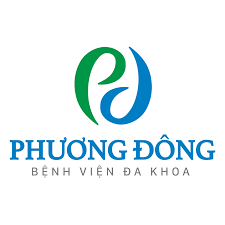 PHƯƠNG ĐÔNG
BỆNH VIỆN ĐA KHOA